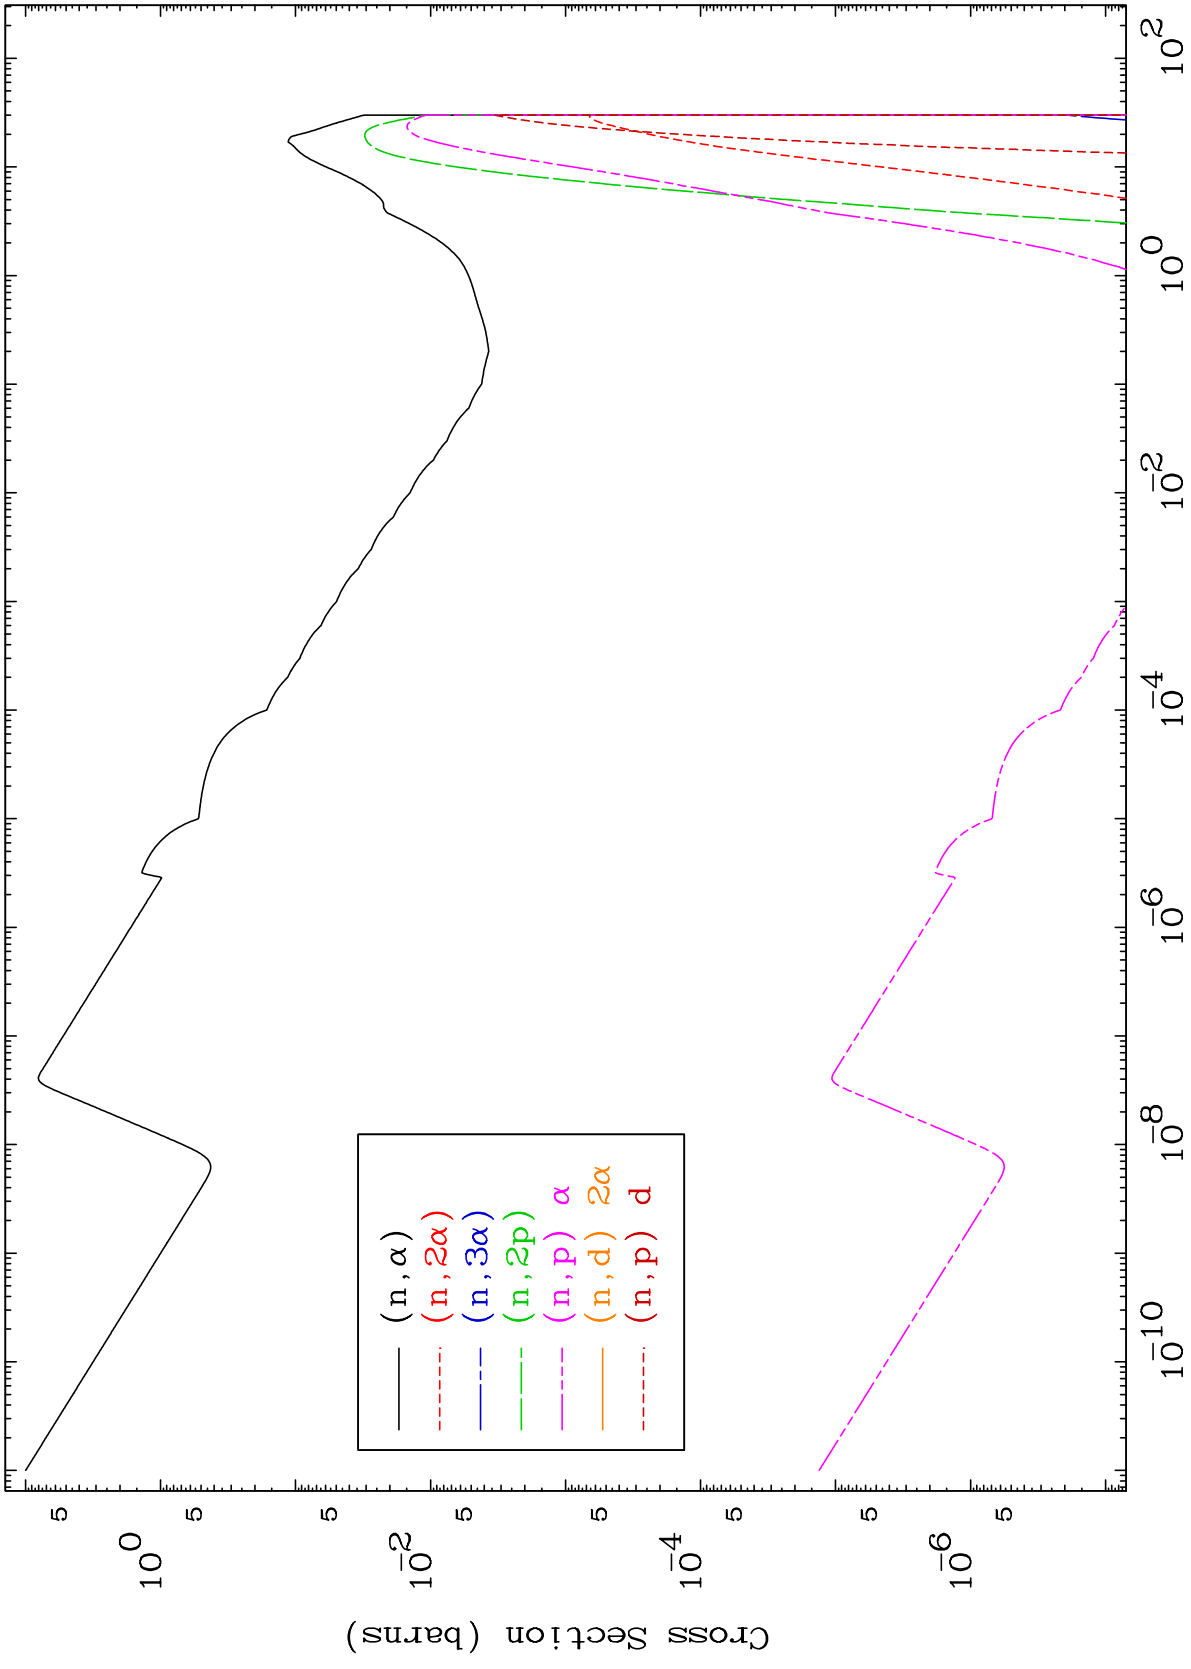 Cross Section (barns)
5
10^0
5
5
10^-2
5
5
10^-4
5
5
10^-6
5
(n,α)
(n,2α)
(n,3α)
(n,2p)
(n,p) α
(n,d) 2α
(n,p) d
10^-10
10^-8
10^-6
10^-4
10^-2
10^0
10^2